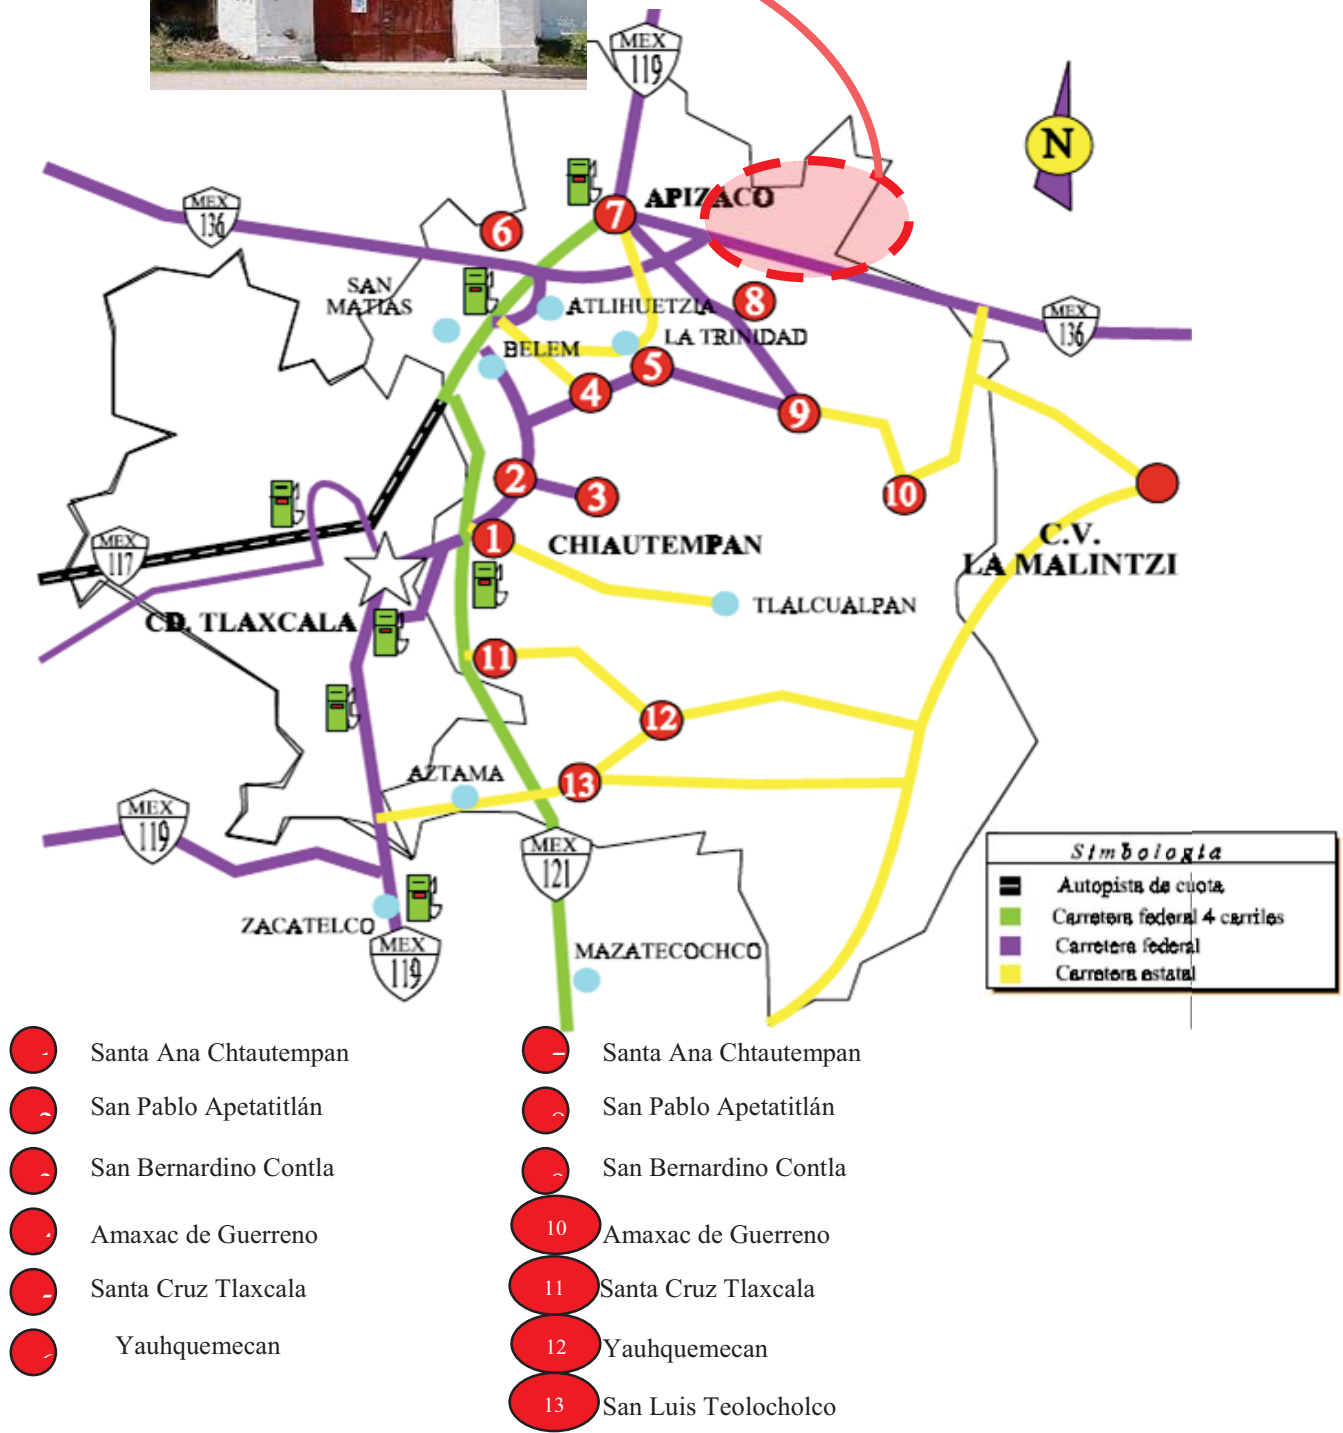 MEX
119
N
7
APIZACO
MEX
136
6
SAN
MATIAS
ATLIHUETZIA
8
MEX
136
LA TRINIDAD
BELEM
5
4
9
2
3
10
1
CHIAUTEMPAN
C.V.
LA MALINTZI
MEX
117
TLALCUALPAN
CD. TLAXCALA
11
12
AZTAMA
13
MEX
119
MEX
121
Simbologia
Autopista de cuota
Carretera federal 4 carriles
Carretera federal
Carretera estatal
ZACATELCO
MEX
119
MAZATECOCHCO
Santa Ana Chtautempan
San Pablo Apetatitlán
San Bernardino Contla
Amaxac de Guerreno
Santa Cruz Tlaxcala
Yauhquemecan
Santa Ana Chtautempan
San Pablo Apetatitlán
San Bernardino Contla
10 Amaxac de Guerreno
11 Santa Cruz Tlaxcala
12 Yauhquemecan
13 San Luis Teolocholco